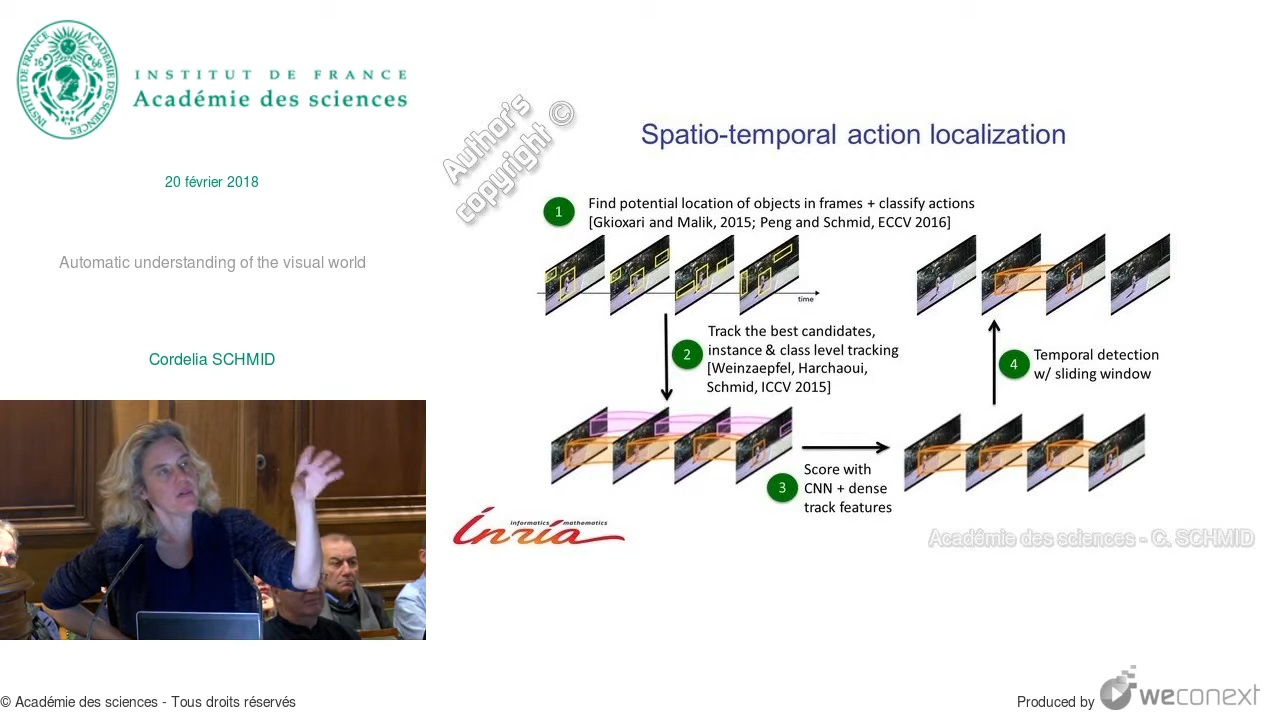 INSTITUT DE FRANCE
Académie des sciences
20 février 2018
Automatic understanding of the visual world
Cordelia SCHMID
Author's
copyright ©
Spatio-temporal action localization
1
Find potential location of objects in frames + classify actions
[Gkioxari and Malik, 2015; Peng and Schmid, ECCV 2016]
time
2
Track the best candidates,
instance & class level tracking
[Weinzaepfel, Harchaoui,
Schmid, ICCV 2015]
3
Score with
CNN + dense
track features
4
Temporal detection
w/ sliding window
informatics mathematics
Inria
Académie des sciences - C. SCHMID
© Académie des sciences - Tous droits réservés
Produced by
weconext